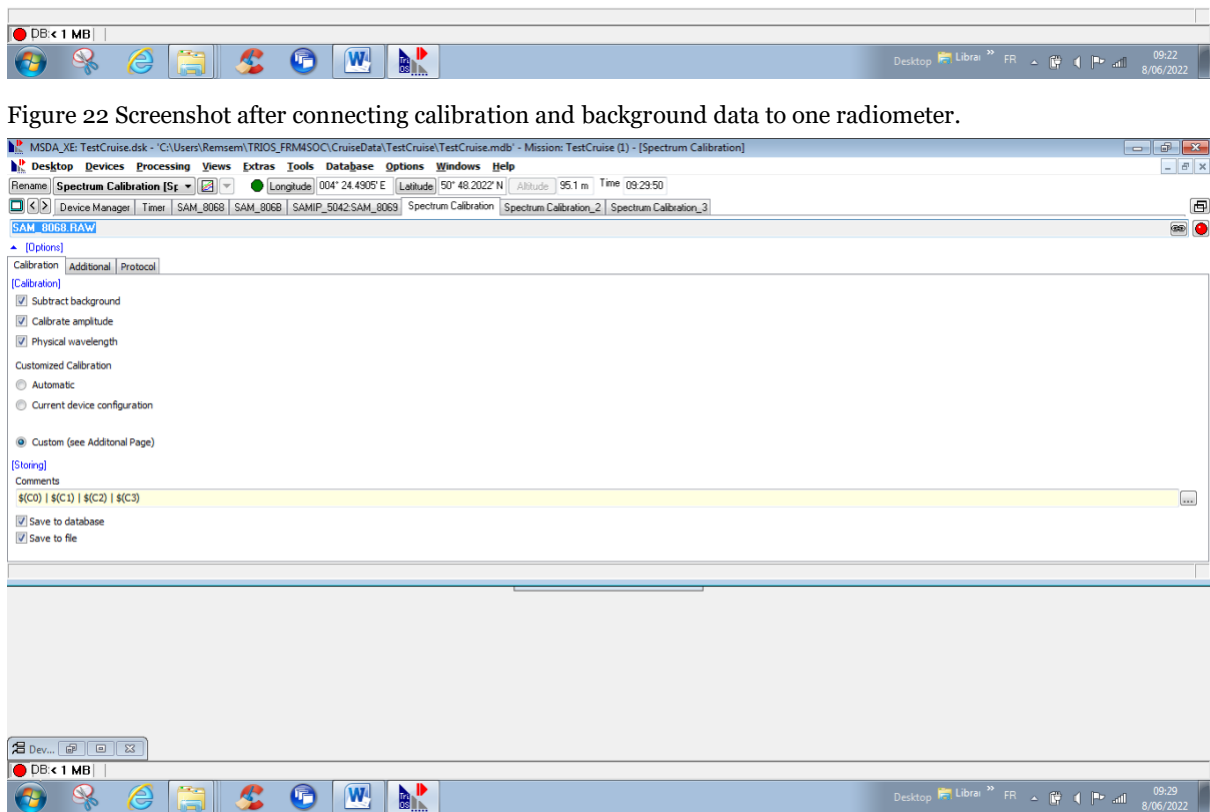 DB:< 1 MB
Desktop Librar » FR 09:22
8/06/2022
Figure 22 Screenshot after connecting calibration and background data to one radiometer.
MSDA_XE: TestCruise.dsk - 'C:\Users\Remsem\TRIOS_FRM4SOC\CruiseData\TestCruise\TestCruise.mdb' - Mission: TestCruise (1) - [Spectrum Calibration]
Desktop Devices Processing Views Extras Tools Database Options Windows Help
Rename Spectrum Calibration [Sp Longitude 004° 24.4905' E Latitude 50° 48.2022' N Altitude 95.1 m Time 09:29:50
Device Manager Timer SAM_8068 SAM_806B SAMIP_5042:SAM_8069 Spectrum Calibration Spectrum Calibration_2 Spectrum Calibration_3
SAM_8068.RAW
[Options]
Calibration Additional Protocol
[Calibration]
Subtract background
Calibrate amplitude
Physical wavelength
Customized Calibration
Automatic
Current device configuration
Custom (see Additonal Page)
[Storing]
Comments
$(C0) | $(C1) | $(C2) | $(C3)
...
Save to database
Save to file
Dev...
DB:< 1 MB
Desktop Librar » FR 09:29
8/06/2022